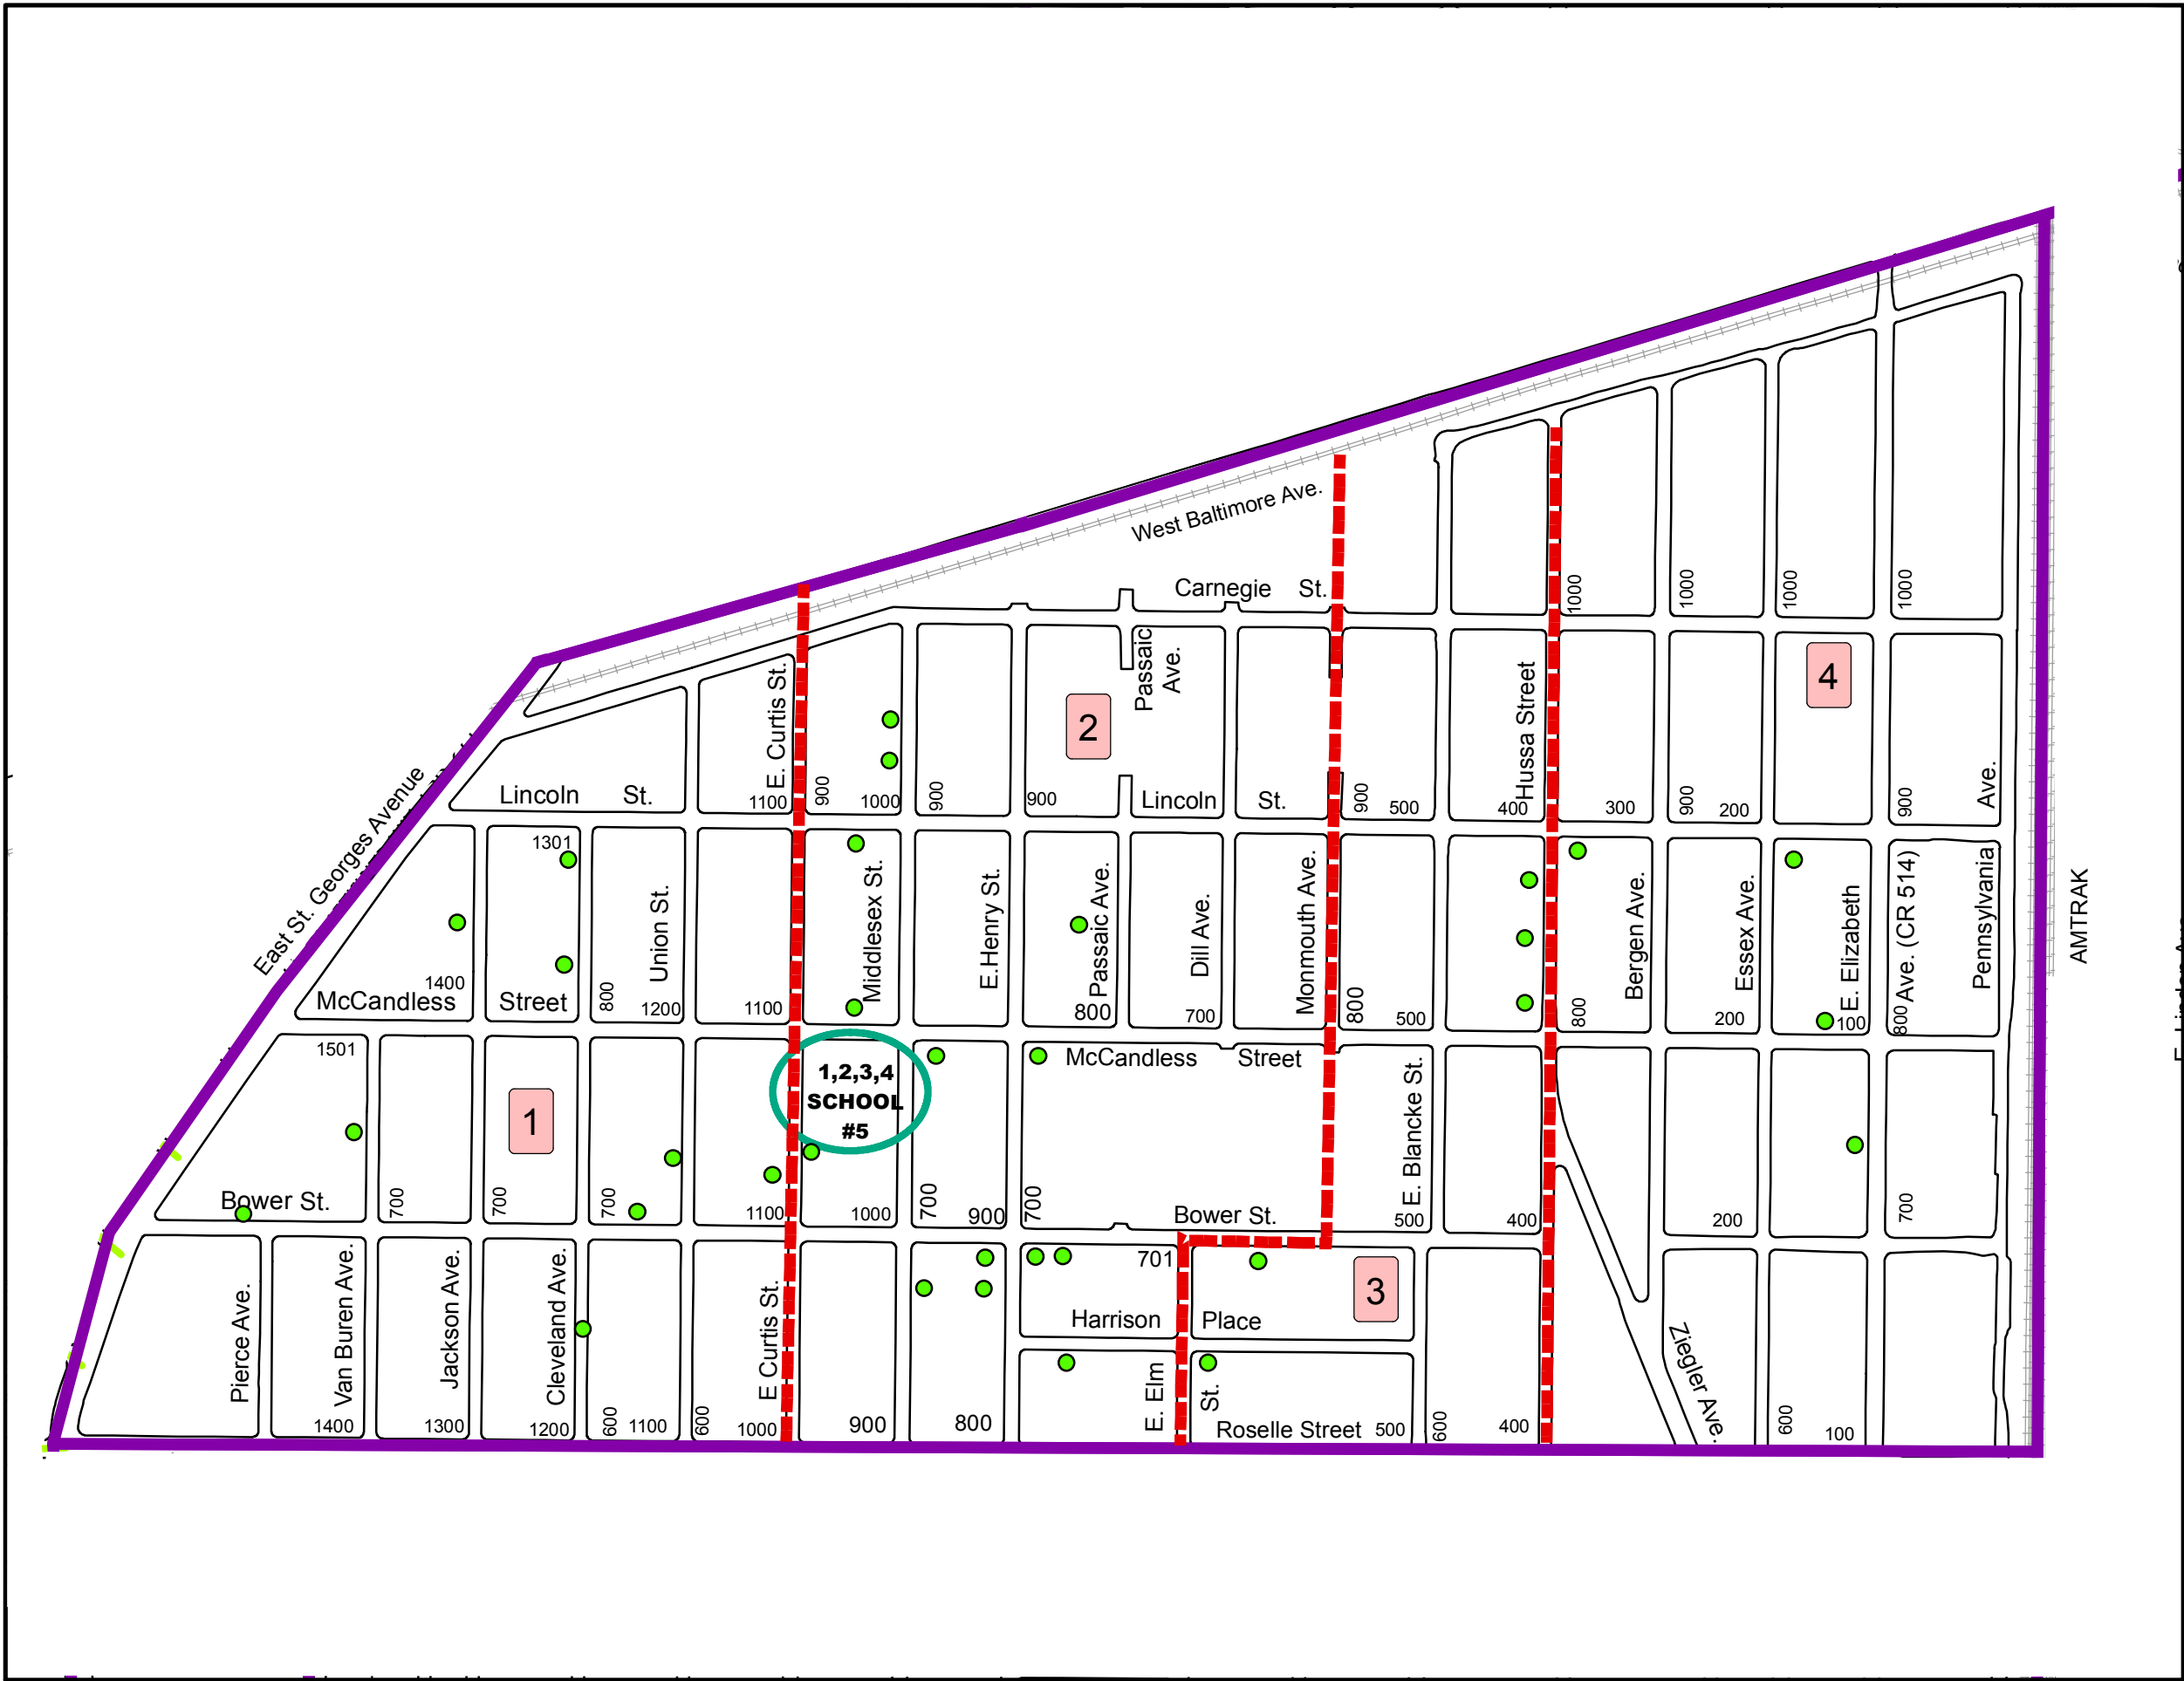 West Baltimore Ave.
Carnegie St.
1000
1000
1000
1000
Passaic
Ave.
E. Curtis St.
2
Hussa Street
4
Lincoln St.
1100
900
1000
900
900
Lincoln St.
900
500
400
300
900
200
900
Ave.
East St. Georges Avenue
1301
Union St.
Middlesex St.
E.Henry St.
Passaic Ave.
Dill Ave.
Monmouth Ave.
Bergen Ave.
Essex Ave.
E. Elizabeth
Ave. (CR 514)
Pennsylvania
AMTRAK
1400
McCandless Street
800
1200
1100
800
700
800
500
800
200
100
800
1501
1
1,2,3,4
SCHOOL
#5
McCandless Street
E. Blancke St.
Bower St.
700
700
700
1100
1000
700
900
700
Bower St.
500
400
200
700
701
3
Harrison Place
Pierce Ave.
Van Buren Ave.
Jackson Ave.
Cleveland Ave.
E Curtis St.
E. Elm St.
Ziegler Ave.
1400
1300
1200
600
1100
600
1000
900
800
Roselle Street
500
600
400
600
100